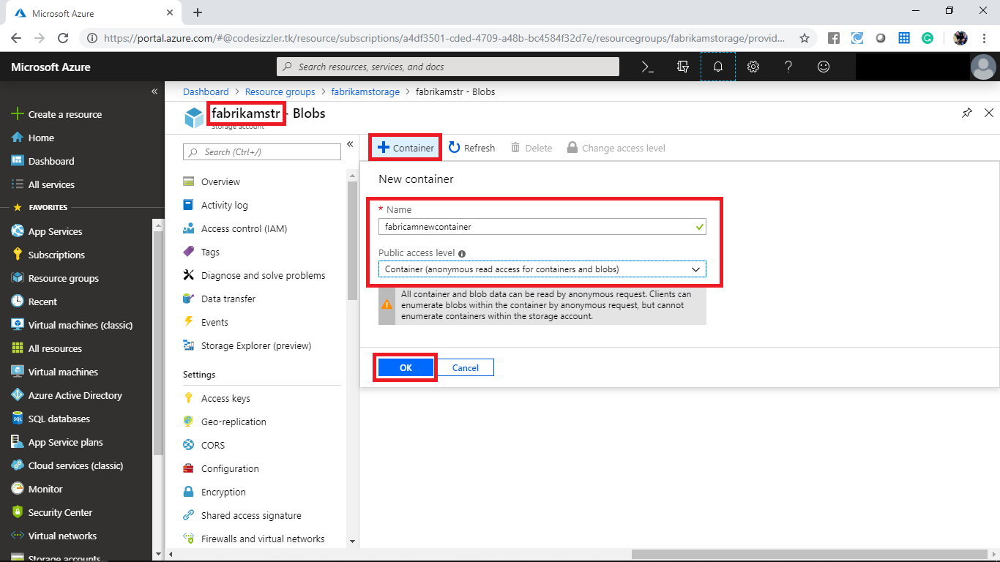 Microsoft Azure
https://portal.azure.com/#@codesizzler.tk/resource/subscriptions/a4df3501-cded-4709-a48b-bc4584f32d7e/resourcegroups/fabrikamstorage/provid...
Microsoft Azure
Search resources, services, and docs
Create a resource
Home
Dashboard
All services
FAVORITES
App Services
Subscriptions
Resource groups
Recent
Virtual machines (classic)
All resources
Virtual machines
Azure Active Directory
SQL databases
App Service plans
Cloud services (classic)
Monitor
Security Center
Virtual networks
Storage accounts
Dashboard > Resource groups > fabrikamstorage > fabrikamstr - Blobs
fabrikamstr - Blobs
Storage account
Search (Ctrl+/)
Overview
Activity log
Access control (IAM)
Tags
Diagnose and solve problems
Data transfer
Events
Storage Explorer (preview)
Settings
Access keys
Geo-replication
CORS
Configuration
Encryption
Shared access signature
Firewalls and virtual networks
+ Container Refresh Delete Change access level
New container
* Name
fabricamnewcontainer
Public access level
Container (anonymous read access for containers and blobs)
All container and blob data can be read by anonymous request. Clients can
enumerate blobs within the container by anonymous request, but cannot
enumerate containers within the storage account.
OK Cancel